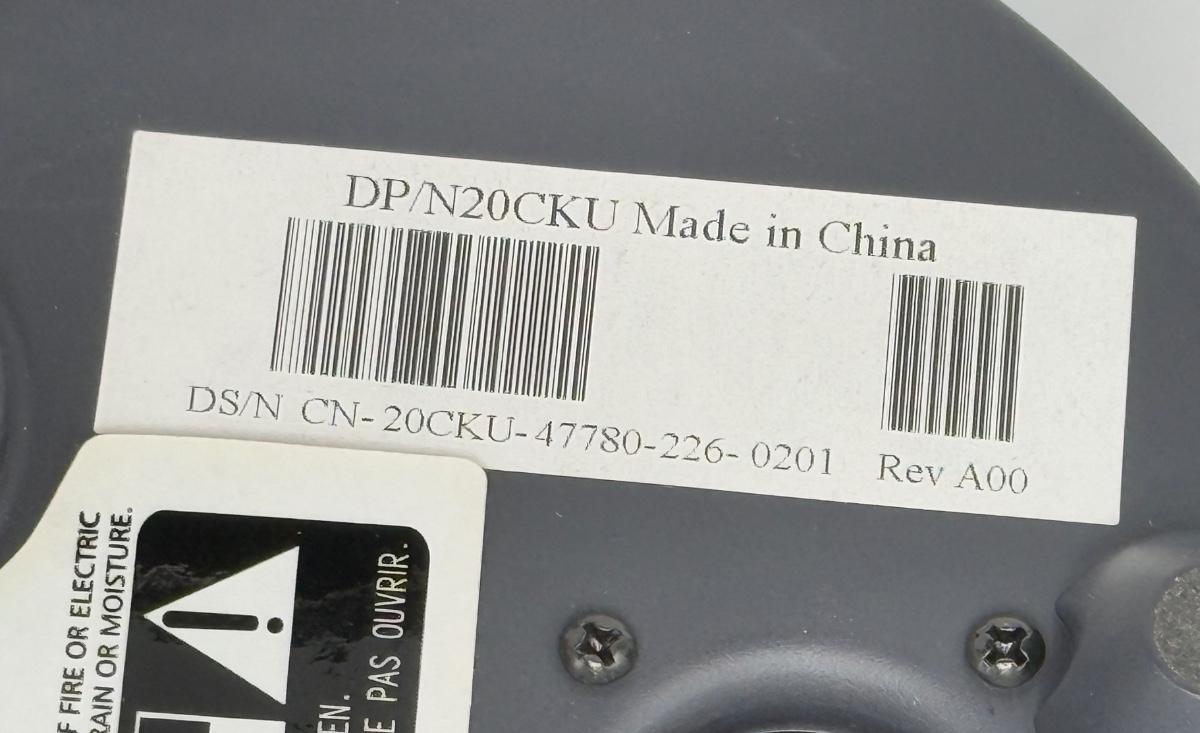 DP/N20CKU Made in China
DS/N CN-20CKU-47780-226-0201 Rev A00
FIRE OR ELECTRIC
RAIN OR MOISTURE.
PAS OUVRIR.